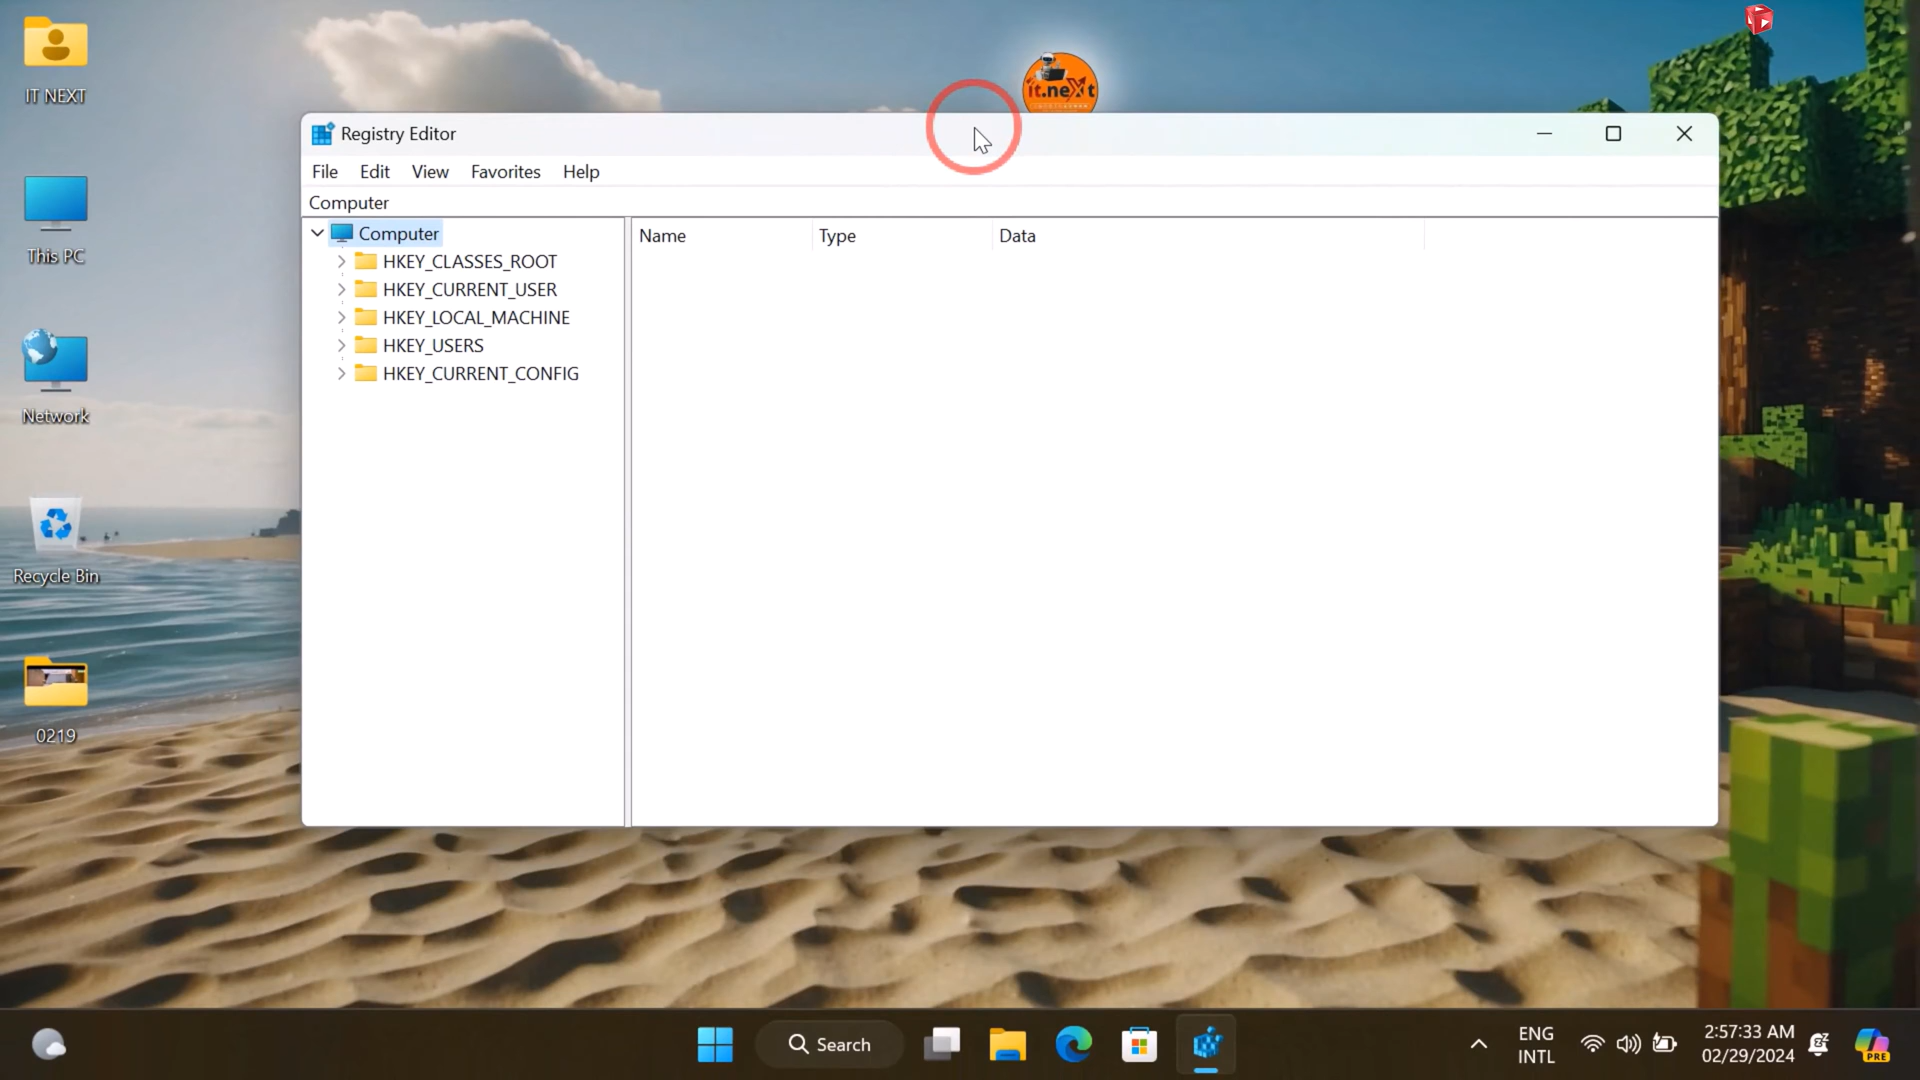 IT NEXT
This PC
Network
Recycle Bin
0219
it.neXt
Registry Editor
File Edit View Favorites Help
Computer
Computer
HKEY_CLASSES_ROOT
HKEY_CURRENT_USER
HKEY_LOCAL_MACHINE
HKEY_USERS
HKEY_CURRENT_CONFIG
Name Type Data
Search
ENG
INTL
2:57:33 AM
02/29/2024
PRE